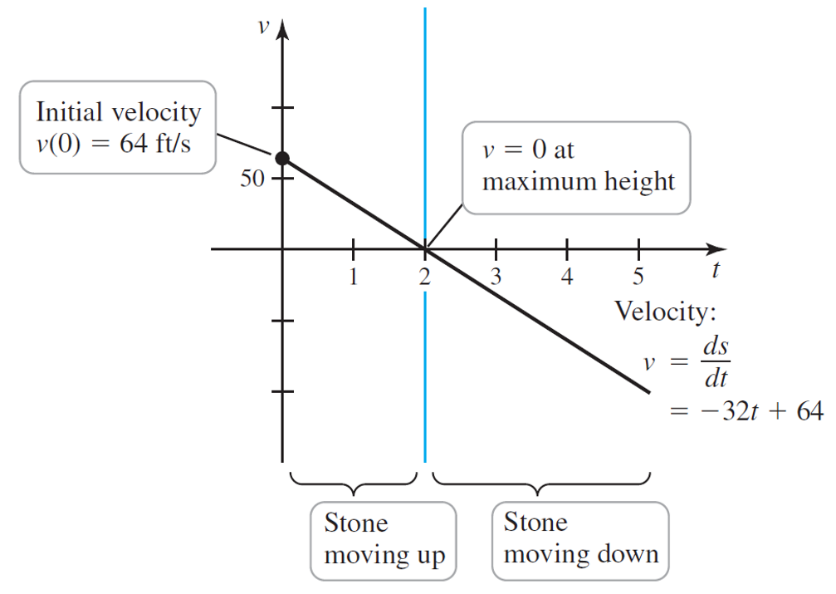 v
Initial velocity
v(0) = 64 ft/s
50
v = 0 at
maximum height
1 2 3 4 5 t
Velocity:
v = ds/dt
= −32t + 64
Stone
moving up
Stone
moving down